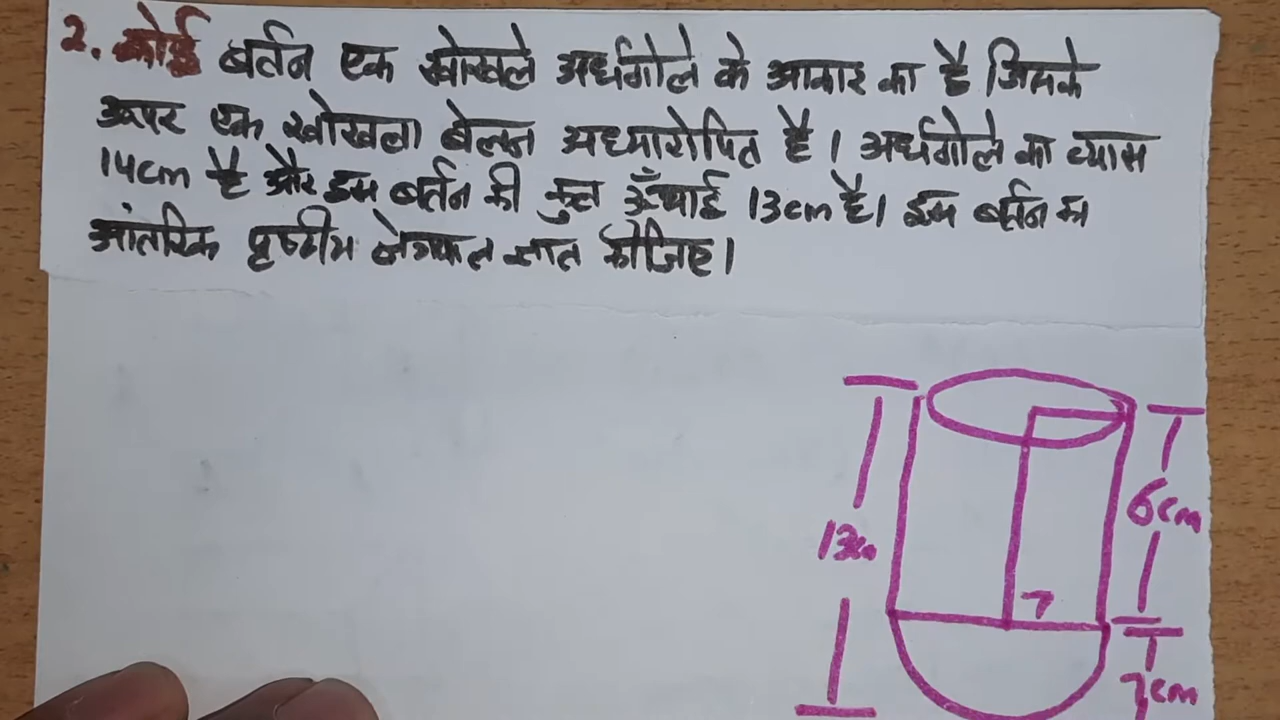 2. कोई बर्तन एक खोखले अर्धगोले के आकार का है जिसके
ऊपर एक खोखला बेलन अध्यारोपित है। अर्धगोले का व्यास
14cm है और इस बर्तन की कुल ऊँचाई 13cm है। इस बर्तन का
आंतरिक पृष्ठीय क्षेत्रफल ज्ञात कीजिए।
13cm
6cm
7
7cm